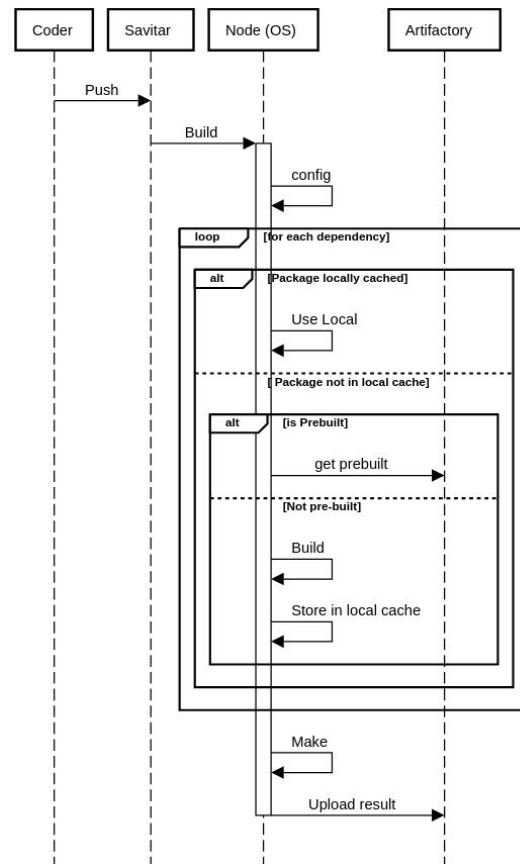 Coder
Savitar
Node (OS)
Artifactory
Push
Build
config
loop
[for each dependency]
alt
[Package locally cached]
Use Local
[ Package not in local cache]
alt
[is Prebuilt]
get prebuilt
[Not pre-built]
Build
Store in local cache
Make
Upload result